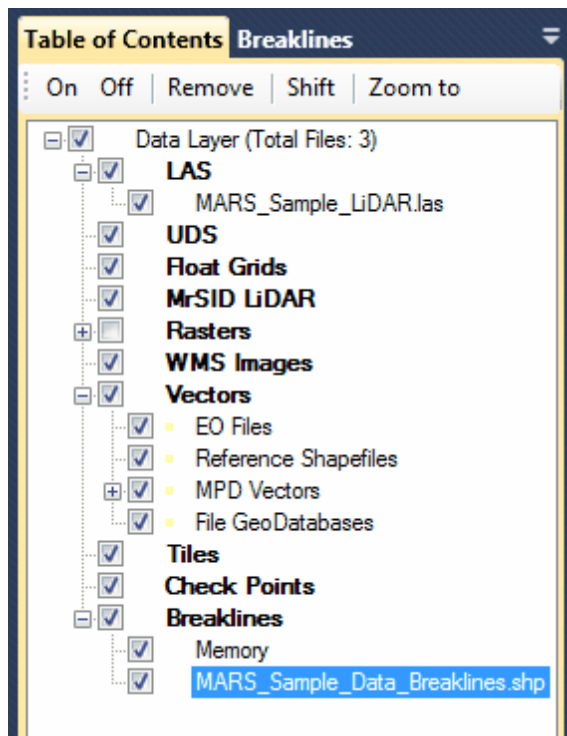 Table of Contents Breaklines
On Off Remove Shift Zoom to
Data Layer (Total Files: 3)
LAS
MARS_Sample_LiDAR.las
UDS
Float Grids
MrSID LiDAR
Rasters
WMS Images
Vectors
EO Files
Reference Shapefiles
MPD Vectors
File GeoDatabases
Tiles
Check Points
Breaklines
Memory
MARS_Sample_Data_Breaklines.shp